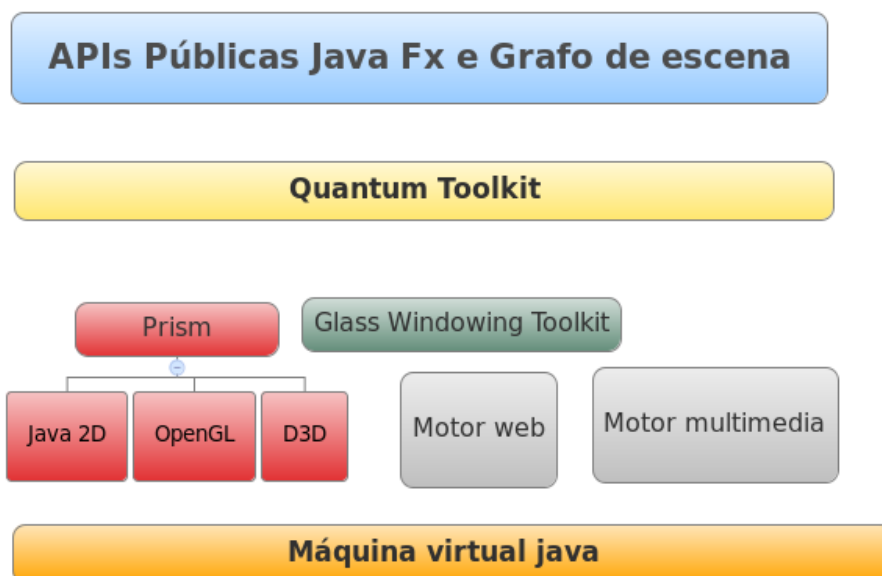 APIs Públicas Java Fx e Grafo de escena
Quantum Toolkit
Prism
Glass Windowing Toolkit
Java 2D
OpenGL
D3D
Motor web
Motor multimedia
Máquina virtual java